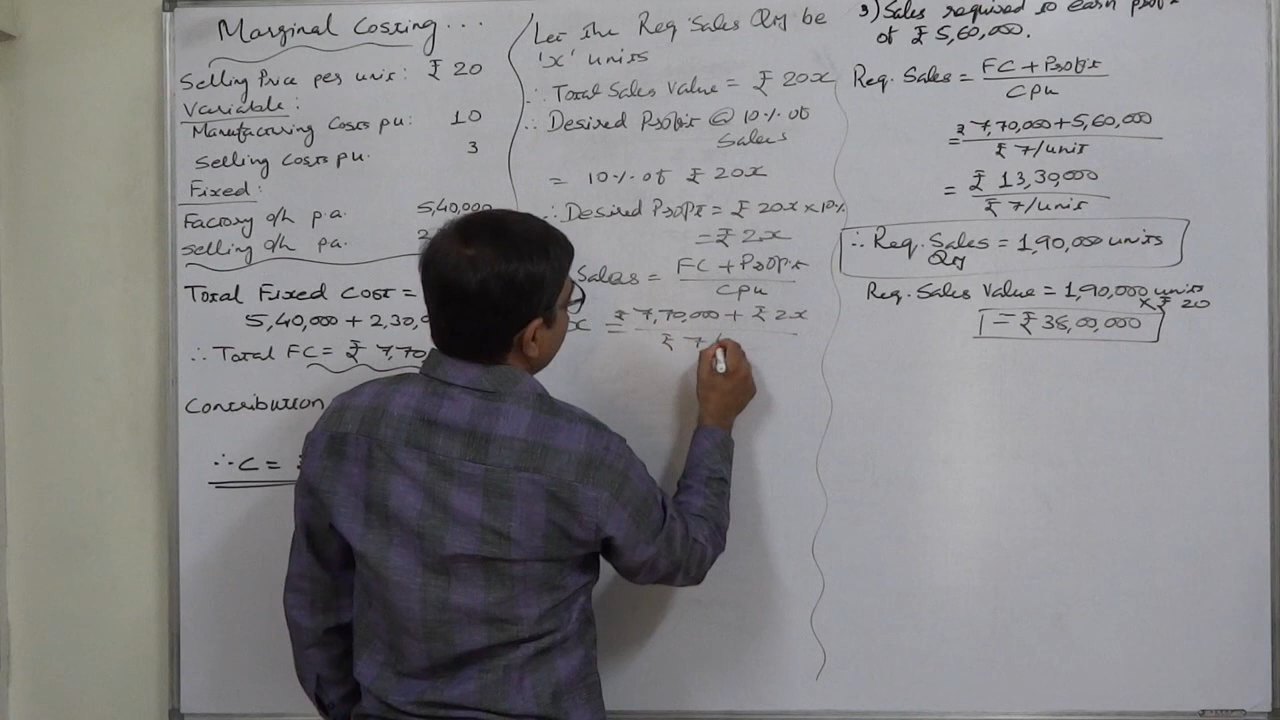 Marginal Costing...
Selling Price per unit: ₹ 20
Variable:
Manufacturing Costs pu: 10
Selling Costs pu. 3
Fixed:
Factory o/h p.a. 5,40,000
Selling o/h pa. 2
Total Fixed Cost =
5,40,000 + 2,30,0
∴ Total FC = ₹ 7,70
Contribution
∴ C =
Let the Req Sales Qty be
'x' units
∴ Total Sales Value = ₹ 20x
∴ Desired Profit @ 10% of
Sales
= 10% of ₹ 20x
∴ Desired Profit = ₹ 20x × 10%
= ₹ 2x
Sales = FC + Profit
cpu
x = ₹ 7,70,000 + ₹ 2x
₹ 7/
3) Sales required to earn profit
of ₹ 5,60,000.
Req. Sales = FC + Profit
cpu
= ₹ 7,70,000 + 5,60,000
₹ 7/unit
= ₹ 13,30,000
₹ 7/unit
∴ Req. Sales = 1,90,000 units
Qty
Req. Sales Value = 1,90,000 units
× ₹ 20
= ₹ 38,00,000